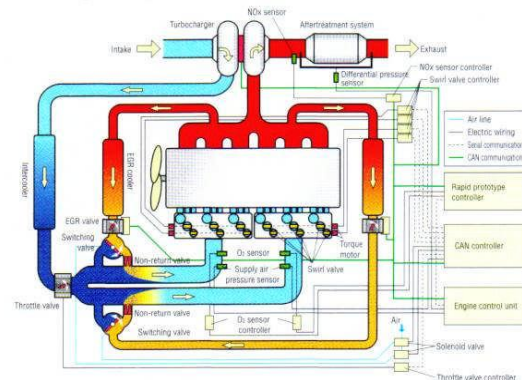 NOx sensor
Turbocharger
Aftertreatment system
Intake
Exhaust
Differential pressure
sensor
NOx sensor controller
Swirl valve controller
Air line
Electric wiring
Serial communication
CAN communication
Intercooler
EGR cooler
Rapid prototype
controller
EGR valve
Switching
valve
Non-return valve
O₂ sensor
Supply air
pressure sensor
Swirl valve
Torque
motor
CAN controller
Throttle valve
Non-return valve
Switching valve
O₂ sensor
controller
Engine control unit
Air
Solenoid valve
Throttle valve controller